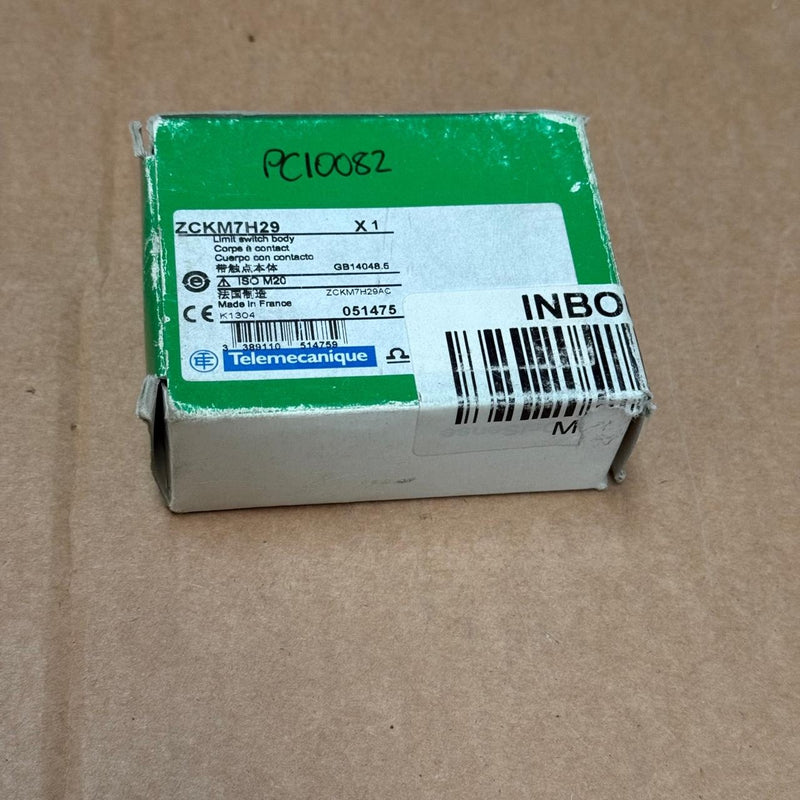 PC10082
ZCKM7H29 X 1
Limit switch body
Corps à contact
Cuerpo con contacto
带触点本体 GB14048.5
ISO M20
法国制造 ZCKM7H29AC
Made in France
K1304 051475
3 389110 514759
Telemecanique
INBO
M